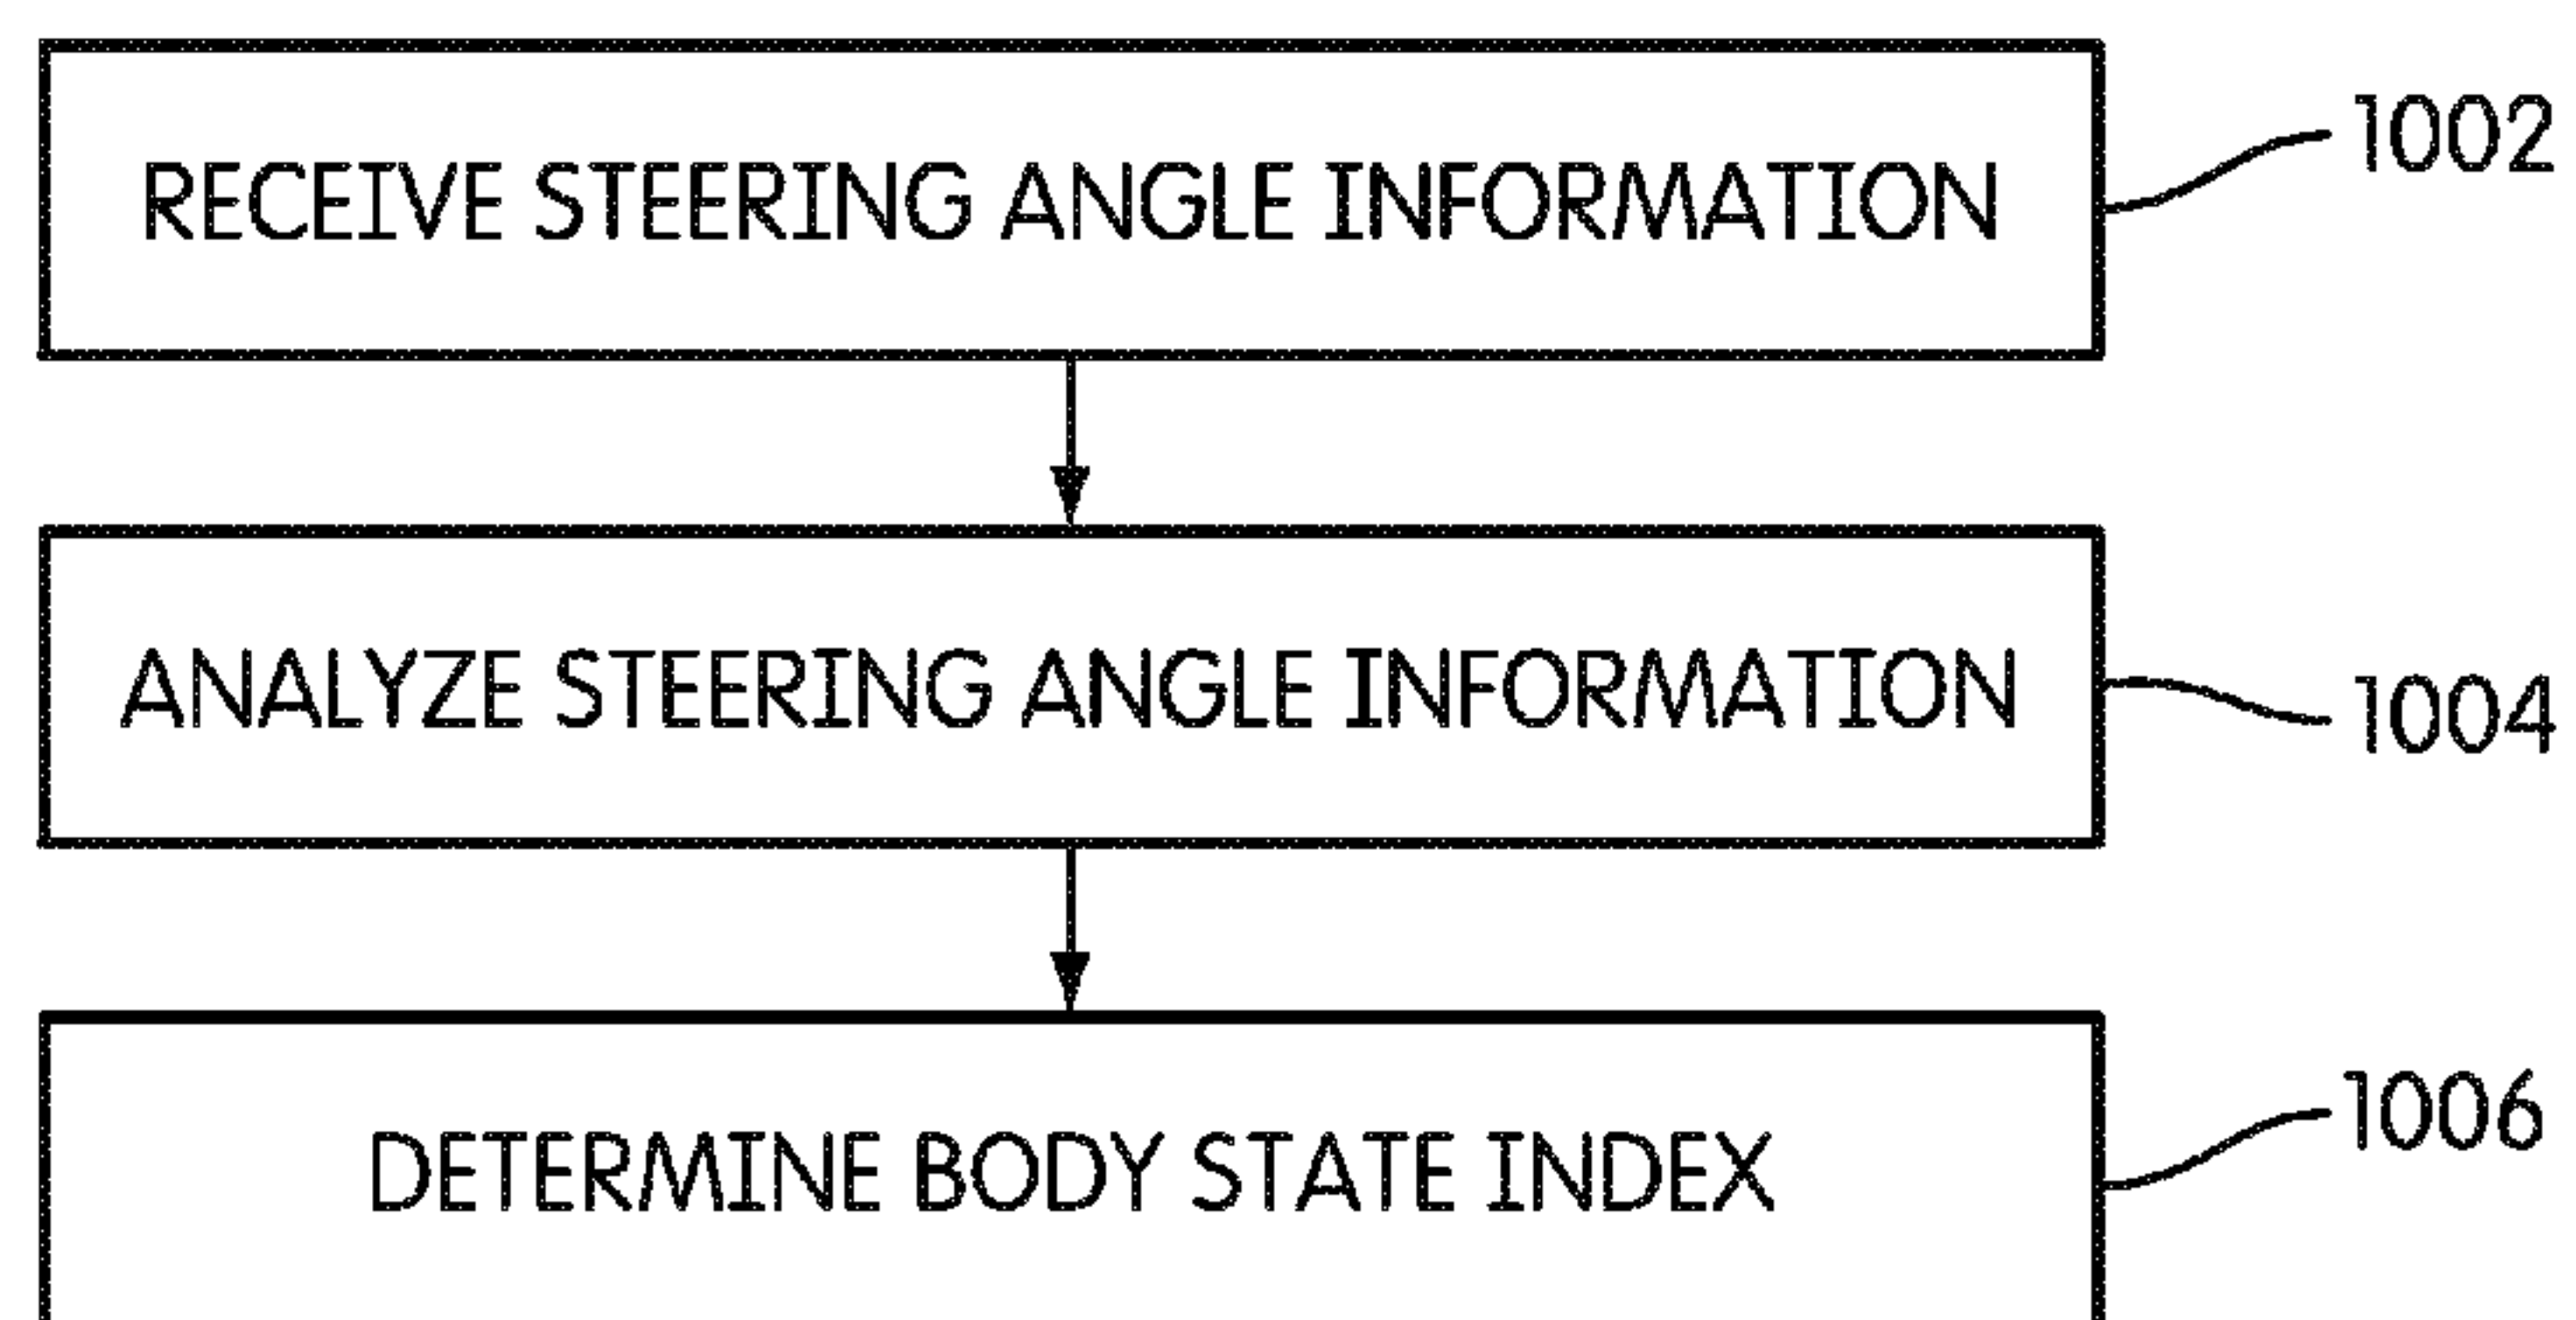 RECEIVE STEERING ANGLE INFORMATION
1002
ANALYZE STEERING ANGLE INFORMATION
1004
DETERMINE BODY STATE INDEX
1006